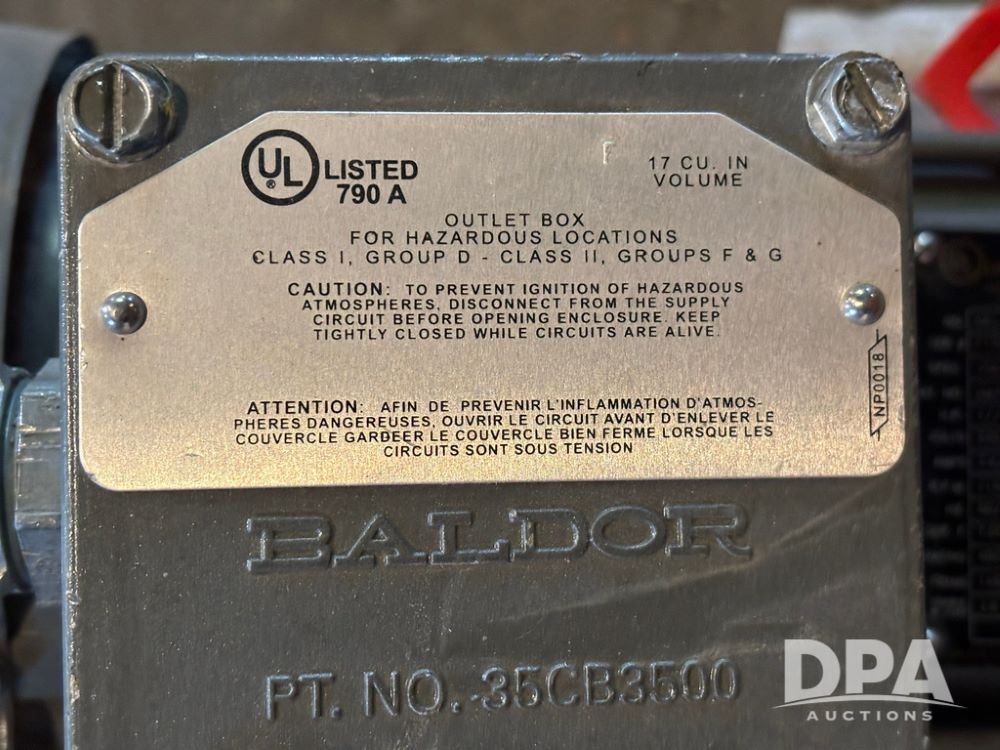 UL
®
LISTED
790 A
F
17 CU. IN
VOLUME
OUTLET BOX
FOR HAZARDOUS LOCATIONS
CLASS I, GROUP D - CLASS II, GROUPS F & G
CAUTION: TO PREVENT IGNITION OF HAZARDOUS
ATMOSPHERES, DISCONNECT FROM THE SUPPLY
CIRCUIT BEFORE OPENING ENCLOSURE. KEEP
TIGHTLY CLOSED WHILE CIRCUITS ARE ALIVE.
NP0018
ATTENTION: AFIN DE PREVENIR L'INFLAMMATION D'ATMOS-
PHERES DANGEREUSES, OUVRIR LE CIRCUIT AVANT D'ENLEVER LE
COUVERCLE GARDEER LE COUVERCLE BIEN FERME LORSQUE LES
CIRCUITS SONT SOUS TENSION
BALDOR
PT. NO.-35CB3500
DPA
AUCTIONS